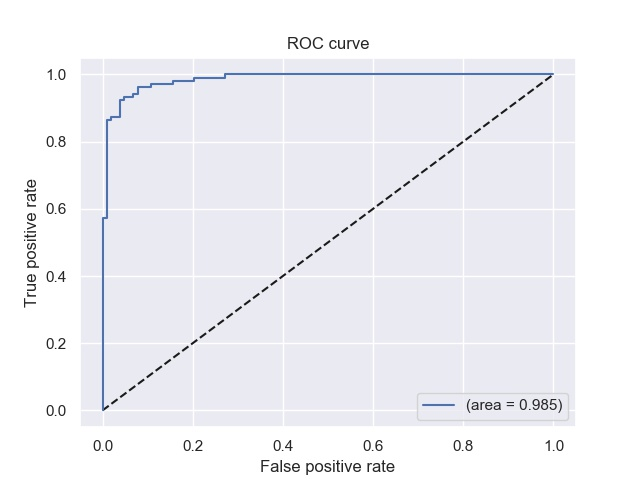 ROC curve
True positive rate
1.0
0.8
0.6
0.4
0.2
0.0
(area = 0.985)
0.0 0.2 0.4 0.6 0.8 1.0
False positive rate